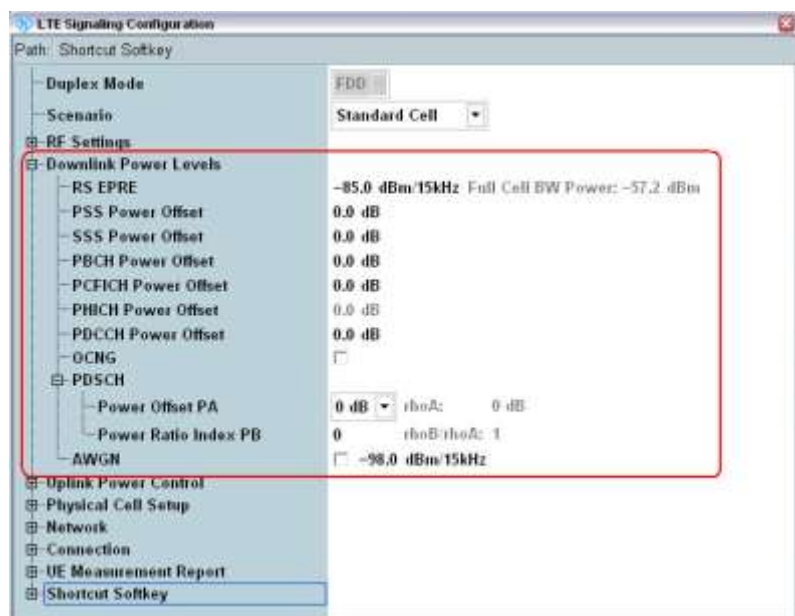 LTE Signaling Configuration
Path: Shortcut Softkey
Duplex Mode FDD
Scenario Standard Cell
RF Settings
Downlink Power Levels
RS EPRE -85.0 dBm/15kHz Full Cell BW Power: -57.2 dBm
PSS Power Offset 0.0 dB
SSS Power Offset 0.0 dB
PBCH Power Offset 0.0 dB
PCFICH Power Offset 0.0 dB
PHICH Power Offset 0.0 dB
PDCCH Power Offset 0.0 dB
OCNG
PDSCH
Power Offset PA 0 dB rhoA: 0 dB
Power Ratio Index PB 0 rhoB/rhoA: 1
AWGN -98.0 dBm/15kHz
Uplink Power Control
Physical Cell Setup
Network
Connection
UE Measurement Report
Shortcut Softkey